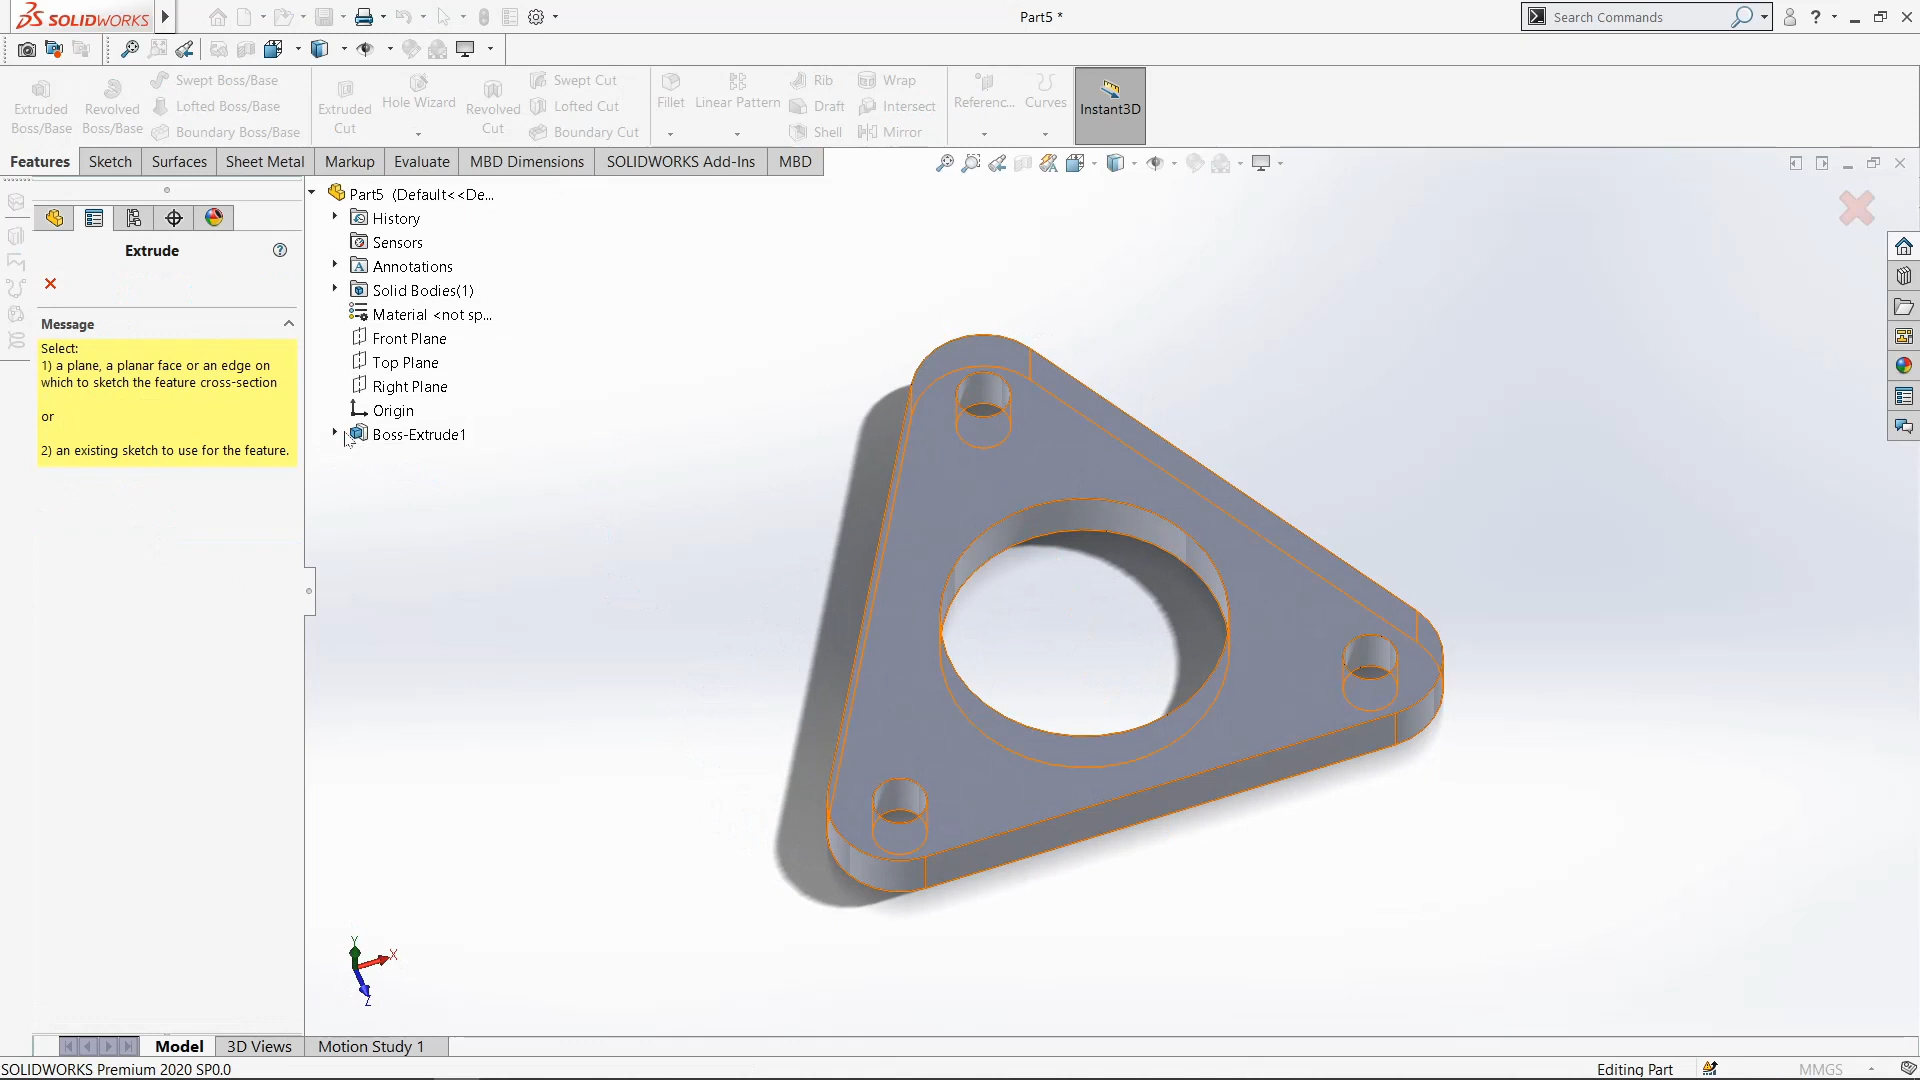 SOLIDWORKS
Part5 *
Search Commands
?
Extruded Boss/Base
Revolved Boss/Base
Swept Boss/Base
Lofted Boss/Base
Boundary Boss/Base
Extruded Cut
Hole Wizard
Revolved Cut
Swept Cut
Lofted Cut
Boundary Cut
Fillet
Linear Pattern
Rib
Draft
Shell
Wrap
Intersect
Mirror
Referenc...
Curves
Instant3D
Features
Sketch
Surfaces
Sheet Metal
Markup
Evaluate
MBD Dimensions
SOLIDWORKS Add-Ins
MBD
Extrude
?
Message
Select:
1) a plane, a planar face or an edge on
which to sketch the feature cross-section
or
2) an existing sketch to use for the feature.
Part5 (Default<<De...
History
Sensors
Annotations
Solid Bodies(1)
Material <not sp...
Front Plane
Top Plane
Right Plane
Origin
Boss-Extrude1
Y
X
Z
Model
3D Views
Motion Study 1
SOLIDWORKS Premium 2020 SP0.0
Editing Part
MMGS